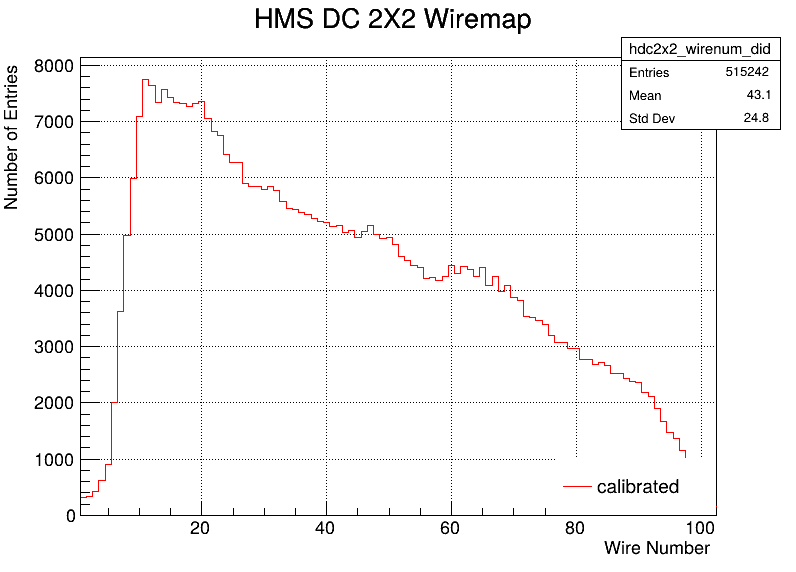 HMS DC 2X2 Wiremap
hdc2x2_wirenum_did
Entries 515242
Mean 43.1
Std Dev 24.8
Number of Entries
8000
7000
6000
5000
4000
3000
2000
1000
0
20 40 60 80 100
Wire Number
calibrated